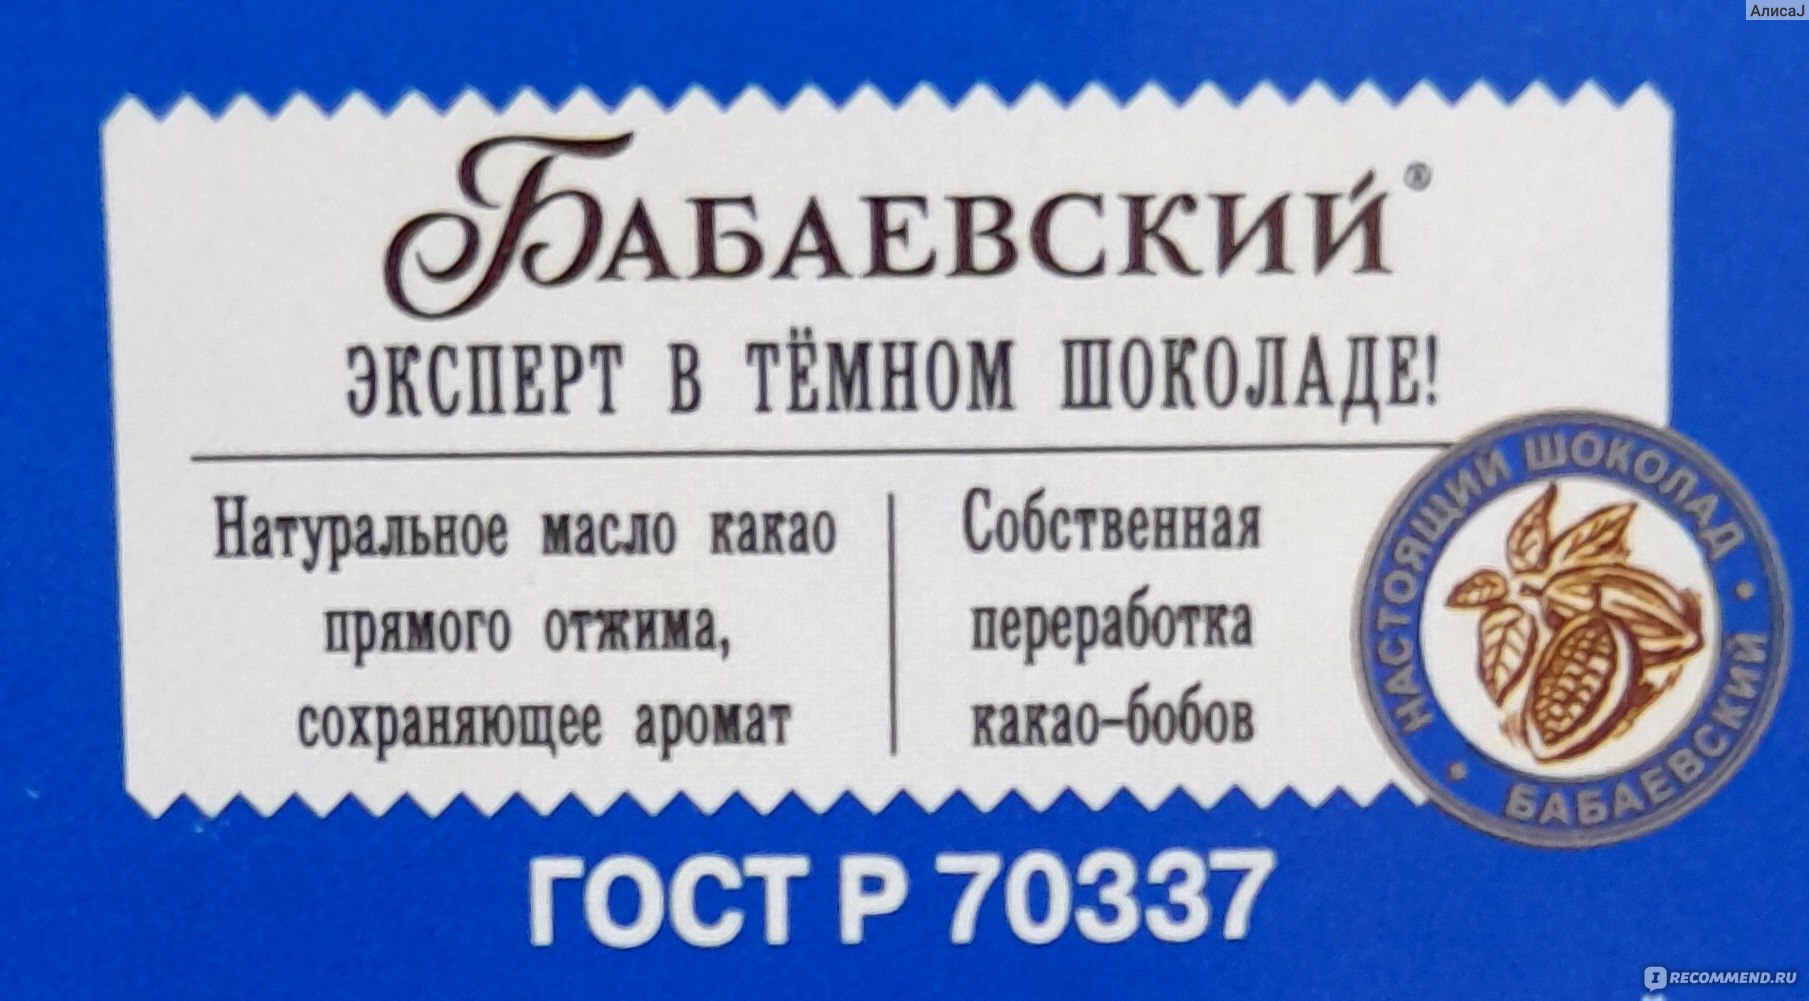 АлисаJ
БАБАЕВСКИЙ®
ЭКСПЕРТ В ТЁМНОМ ШОКОЛАДЕ!
Натуральное масло какао
прямого отжима,
сохраняющее аромат
Собственная
переработка
какао-бобов
НАСТОЯЩИЙ ШОКОЛАД
БАБАЕВСКИЙ
ГОСТ Р 70337
IRECOMMEND.RU